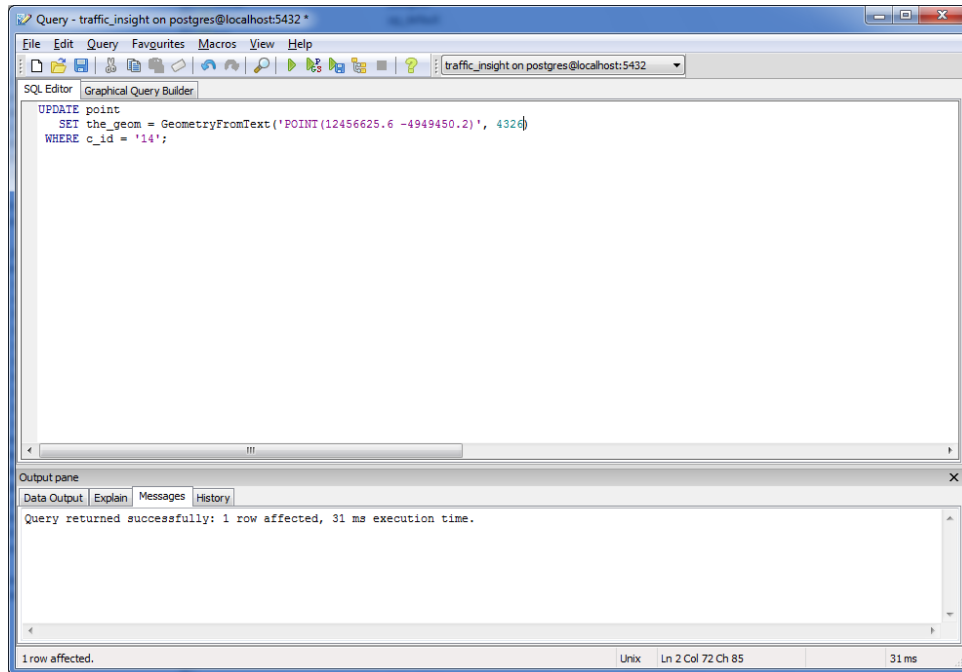 Query - traffic_insight on postgres@localhost:5432 *
File Edit Query Favourites Macros View Help
traffic_insight on postgres@localhost:5432
SQL Editor Graphical Query Builder
UPDATE point
SET the_geom = GeometryFromText('POINT(12456625.6 -4949450.2)', 4326)
WHERE c_id = '14';
Output pane
Data Output Explain Messages History
Query returned successfully: 1 row affected, 31 ms execution time.
1 row affected. Unix Ln 2 Col 72 Ch 85 31 ms